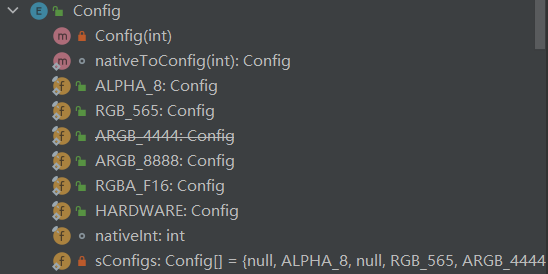 E Config
m Config(int)
m nativeToConfig(int): Config
f ALPHA_8: Config
f RGB_565: Config
f ARGB_4444: Config
f ARGB_8888: Config
f RGBA_F16: Config
f HARDWARE: Config
f nativeInt: int
f sConfigs: Config[] = {null, ALPHA_8, null, RGB_565, ARGB_4444